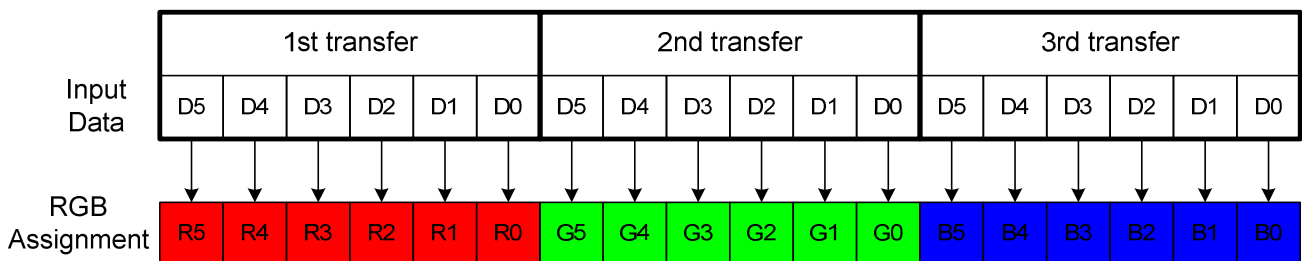 1st transfer 2nd transfer 3rd transfer
Input
Data
D5 D4 D3 D2 D1 D0 D5 D4 D3 D2 D1 D0 D5 D4 D3 D2 D1 D0
RGB
Assignment
R5 R4 R3 R2 R1 R0 G5 G4 G3 G2 G1 G0 B5 B4 B3 B2 B1 B0